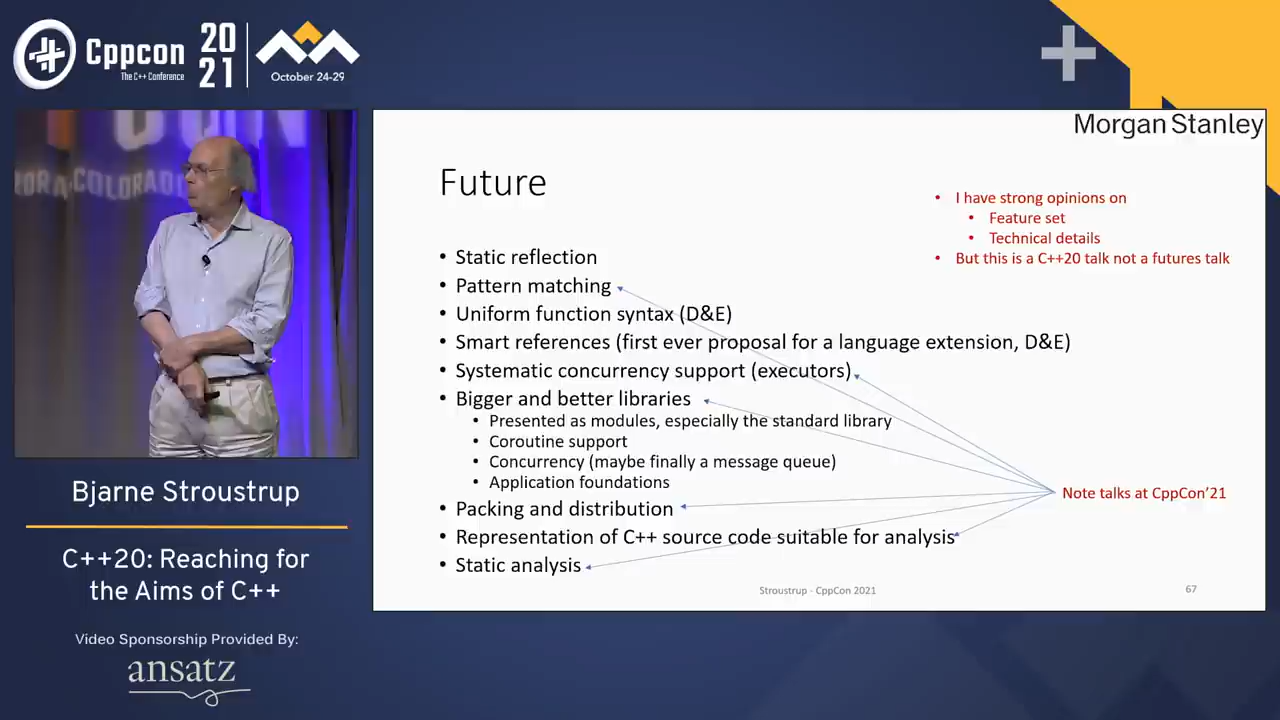 Cppcon
The C++ Conference
20
21
October 24-29
Morgan Stanley
COLORADO
Future
I have strong opinions on
Feature set
Technical details
But this is a C++20 talk not a futures talk
• Static reflection
• Pattern matching
• Uniform function syntax (D&E)
• Smart references (first ever proposal for a language extension, D&E)
• Systematic concurrency support (executors)
• Bigger and better libraries
• Presented as modules, especially the standard library
• Coroutine support
• Concurrency (maybe finally a message queue)
• Application foundations
• Packing and distribution
• Representation of C++ source code suitable for analysis
• Static analysis
Note talks at CppCon'21
Stroustrup - CppCon 2021
67
Bjarne Stroustrup
C++20: Reaching for
the Aims of C++
Video Sponsorship Provided By:
ansatz